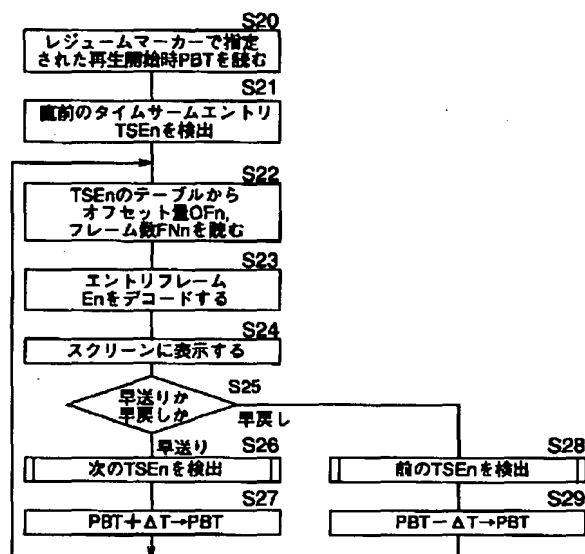 S20
レジュームマーカーで指定
された再生開始時PBTを読む
S21
直前のタイムサームエントリ
TSEnを検出
S22
TSEnのテーブルから
オフセット量OFn,
フレーム数FNnを読む
S23
エントリフレーム
Enをデコードする
S24
スクリーンに表示する
S25
早送りか
早戻しか
早戻し
早送り
S26
次のTSEnを検出
S28
前のTSEnを検出
S27
PBT+ΔT→PBT
S29
PBT-ΔT→PBT